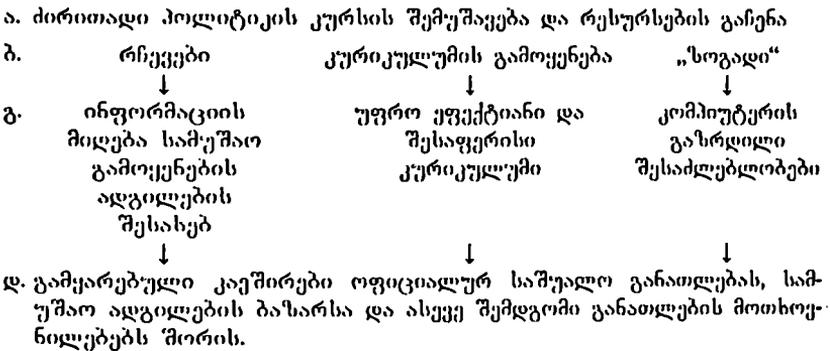 ა. ძირითადი პოლიტიკის კურსის შემუშავება და რესურსების გაჩენა
ბ. რჩევები კურიკულუმის გამოყენება „ზოგადი“
↓ ↓ ↓
გ. ინფორმაციის უფრო ეფექტიანი და კომპიუტერის
მიღება სამუშაო შესაფერისი გაზრდილი
გამოყენების კურიკულუმი შესაძლებლობები
ადგილების
შესახებ
↓ ↓ ↓
დ. გამყარებული კავშირები ოფიციალურ საშუალო განათლებას, სამ-
უშაო ადგილების ბაზარსა და ასევე შემდგომი განათლების მოთხოვ-
ნილებებს შორის.